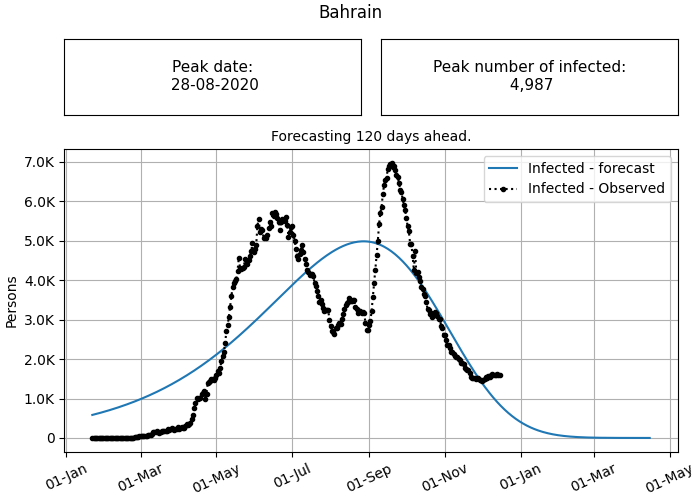 Bahrain
Peak date:
28-08-2020
Peak number of infected:
4,987
Forecasting 120 days ahead.
7.0K
6.0K
5.0K
4.0K
3.0K
2.0K
1.0K
0
Persons
Infected - forecast
Infected - Observed
01-Jan
01-Mar
01-May
01-Jul
01-Sep
01-Nov
01-Jan
01-Mar
01-May